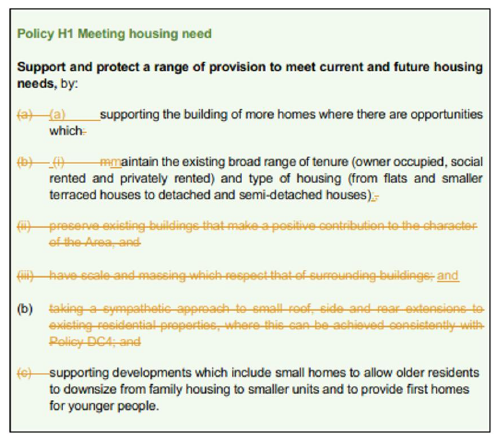 Policy H1 Meeting housing need
Support and protect a range of provision to meet current and future housing
needs, by:
(a) (a) supporting the building of more homes where there are opportunities
which:
(b) (i) mmaintain the existing broad range of tenure (owner occupied, social
rented and privately rented) and type of housing (from flats and smaller
terraced houses to detached and semi-detached houses).;
(ii) preserve existing buildings that make a positive contribution to the character
of the Area, and
(iii) have scale and massing which respect that of surrounding buildings; and
(b) taking a sympathetic approach to small roof, side and rear extensions to
existing residential properties, where this can be achieved consistently with
Policy DC4; and
(c) supporting developments which include small homes to allow older residents
to downsize from family housing to smaller units and to provide first homes
for younger people.